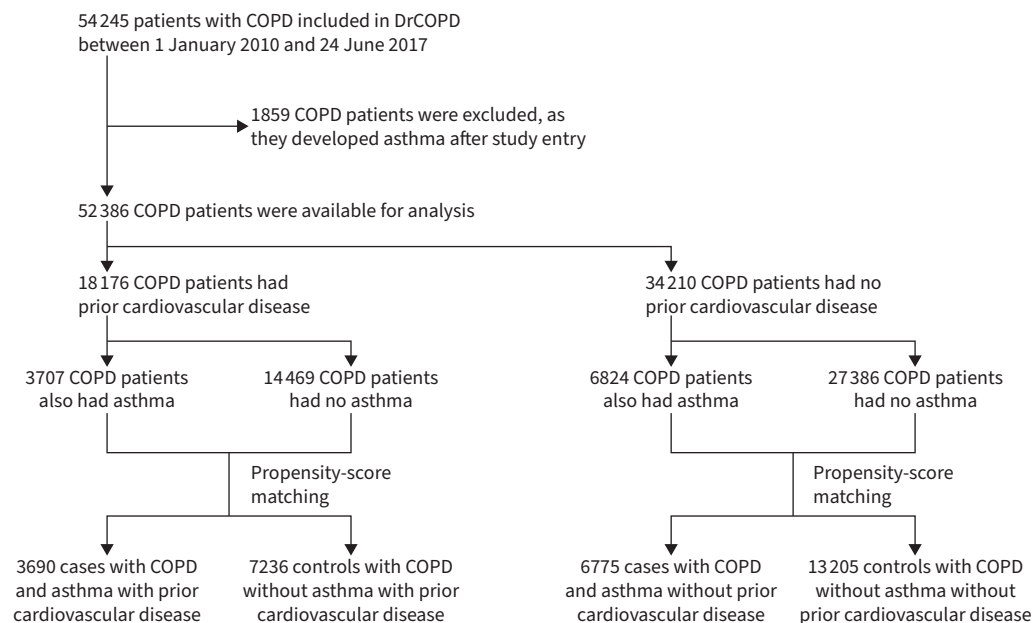 54 245 patients with COPD included in DrCOPD
between 1 January 2010 and 24 June 2017
1859 COPD patients were excluded, as
they developed asthma after study entry
52 386 COPD patients were available for analysis
18 176 COPD patients had
prior cardiovascular disease
34 210 COPD patients had no
prior cardiovascular disease
3707 COPD patients
also had asthma
14 469 COPD patients
had no asthma
6824 COPD patients
also had asthma
27 386 COPD patients
had no asthma
Propensity-score
matching
Propensity-score
matching
3690 cases with COPD
and asthma with prior
cardiovascular disease
7236 controls with COPD
without asthma with prior
cardiovascular disease
6775 cases with COPD
and asthma without prior
cardiovascular disease
13 205 controls with COPD
without asthma without
prior cardiovascular disease